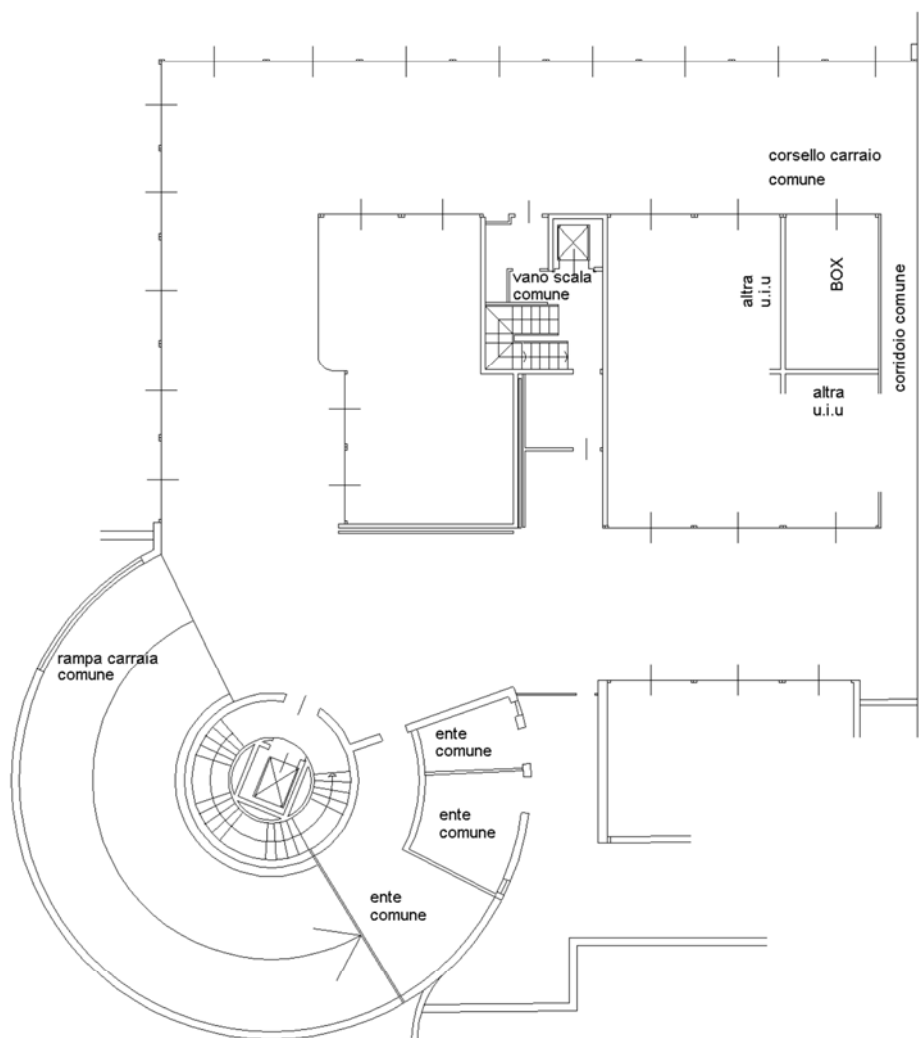 corsello carraio
comune
vano scala
comune
altra
u.i.u
BOX
corridoio comune
altra
u.i.u
rampa carraia
comune
ente
comune
ente
comune
ente
comune